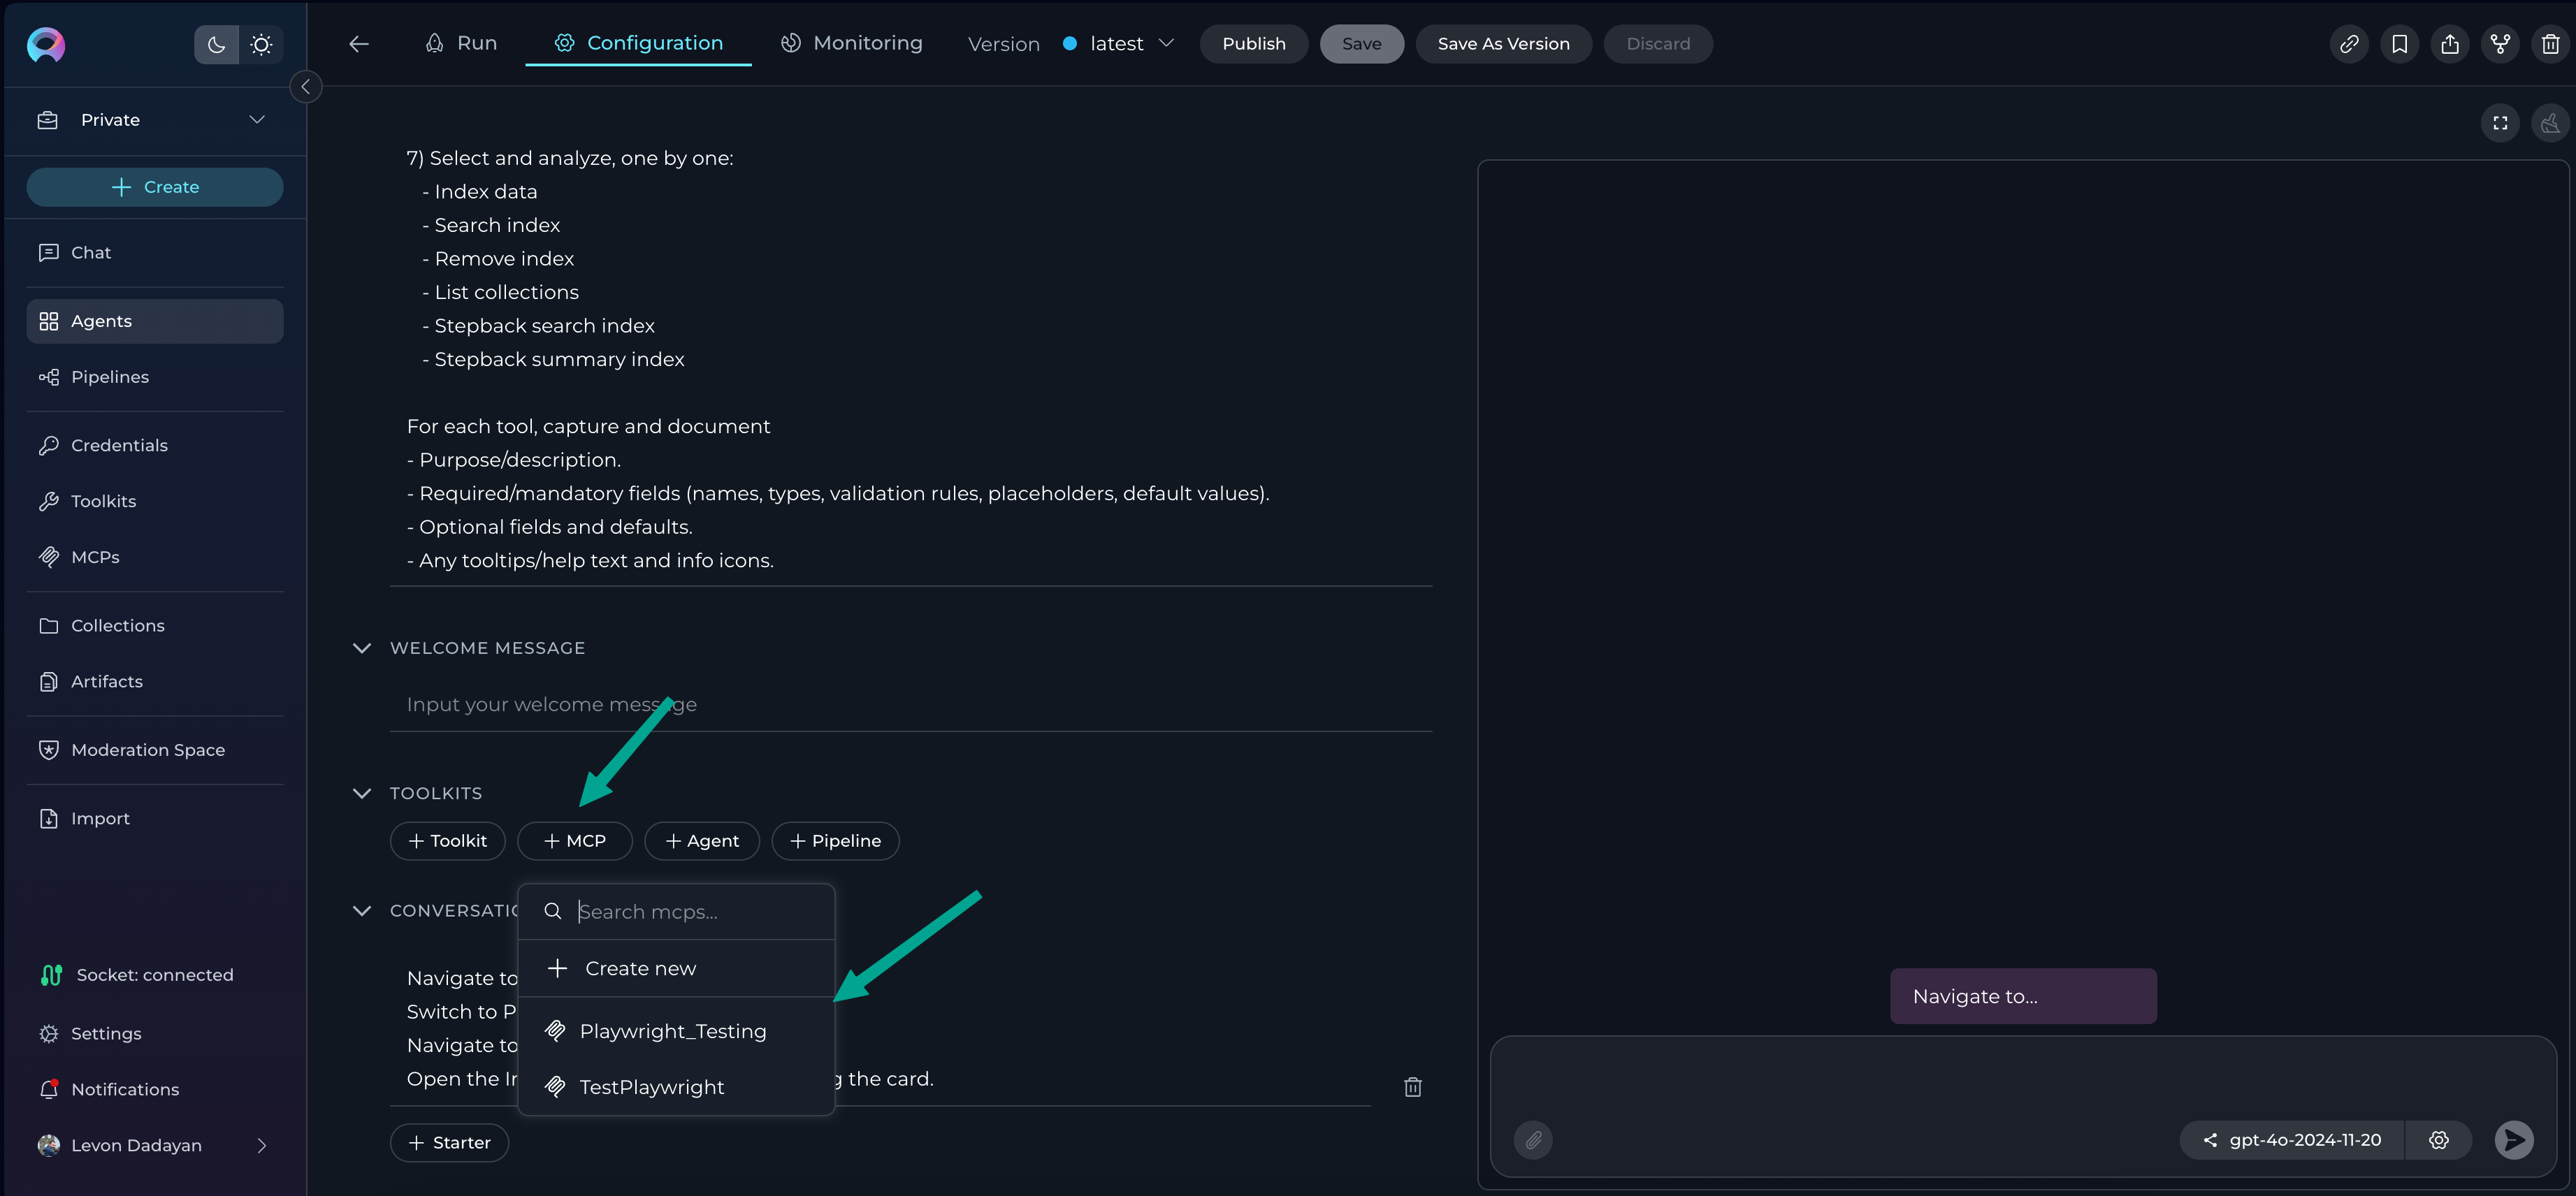 Run
Configuration
Monitoring
Version
latest
Publish
Save
Save As Version
Discard
Private
Create
Chat
Agents
Pipelines
Credentials
Toolkits
MCPs
Collections
Artifacts
Moderation Space
Import
Socket: connected
Settings
Notifications
Levon Dadayan
7) Select and analyze, one by one:
- Index data
- Search index
- Remove index
- List collections
- Stepback search index
- Stepback summary index
For each tool, capture and document
- Purpose/description.
- Required/mandatory fields (names, types, validation rules, placeholders, default values).
- Optional fields and defaults.
- Any tooltips/help text and info icons.
WELCOME MESSAGE
Input your welcome message
TOOLKITS
Toolkit
MCP
Agent
Pipeline
Search mcps...
Create new
Playwright_Testing
TestPlaywright
Navigate to
Switch to
Navigate to
Open the
the card.
Starter
Navigate to...
gpt-4o-2024-11-20